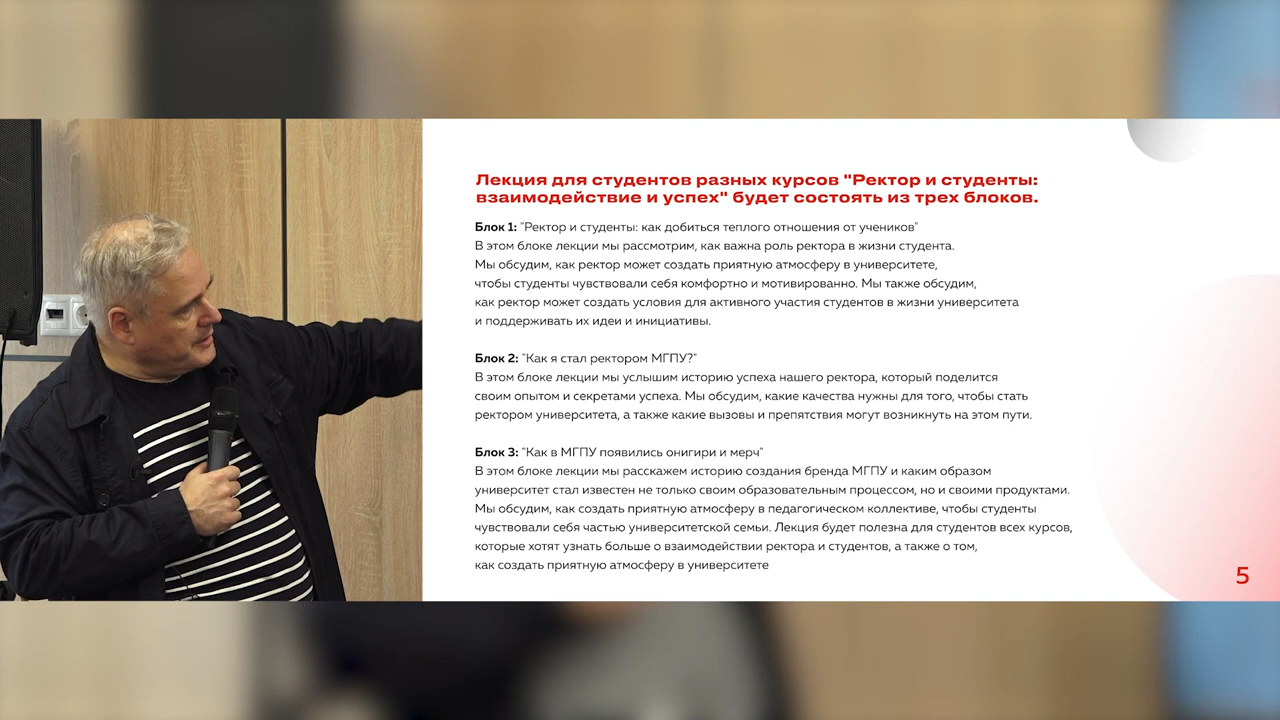 Лекция для студентов разных курсов "Ректор и студенты:
взаимодействие и успех" будет состоять из трех блоков.
Блок 1: "Ректор и студенты: как добиться теплого отношения от учеников"
В этом блоке лекции мы рассмотрим, как важна роль ректора в жизни студента.
Мы обсудим, как ректор может создать приятную атмосферу в университете,
чтобы студенты чувствовали себя комфортно и мотивированно. Мы также обсудим,
как ректор может создать условия для активного участия студентов в жизни университета
и поддерживать их идеи и инициативы.
Блок 2: "Как я стал ректором МГПУ?"
В этом блоке лекции мы услышим историю успеха нашего ректора, который поделится
своим опытом и секретами успеха. Мы обсудим, какие качества нужны для того, чтобы стать
ректором университета, а также какие вызовы и препятствия могут возникнуть на этом пути.
Блок 3: "Как в МГПУ появились онигири и мерч"
В этом блоке лекции мы расскажем историю создания бренда МГПУ и каким образом
университет стал известен не только своим образовательным процессом, но и своими продуктами.
Мы обсудим, как создать приятную атмосферу в педагогическом коллективе, чтобы студенты
чувствовали себя частью университетской семьи. Лекция будет полезна для студентов всех курсов,
которые хотят узнать больше о взаимодействии ректора и студентов, а также о том,
как создать приятную атмосферу в университете
5